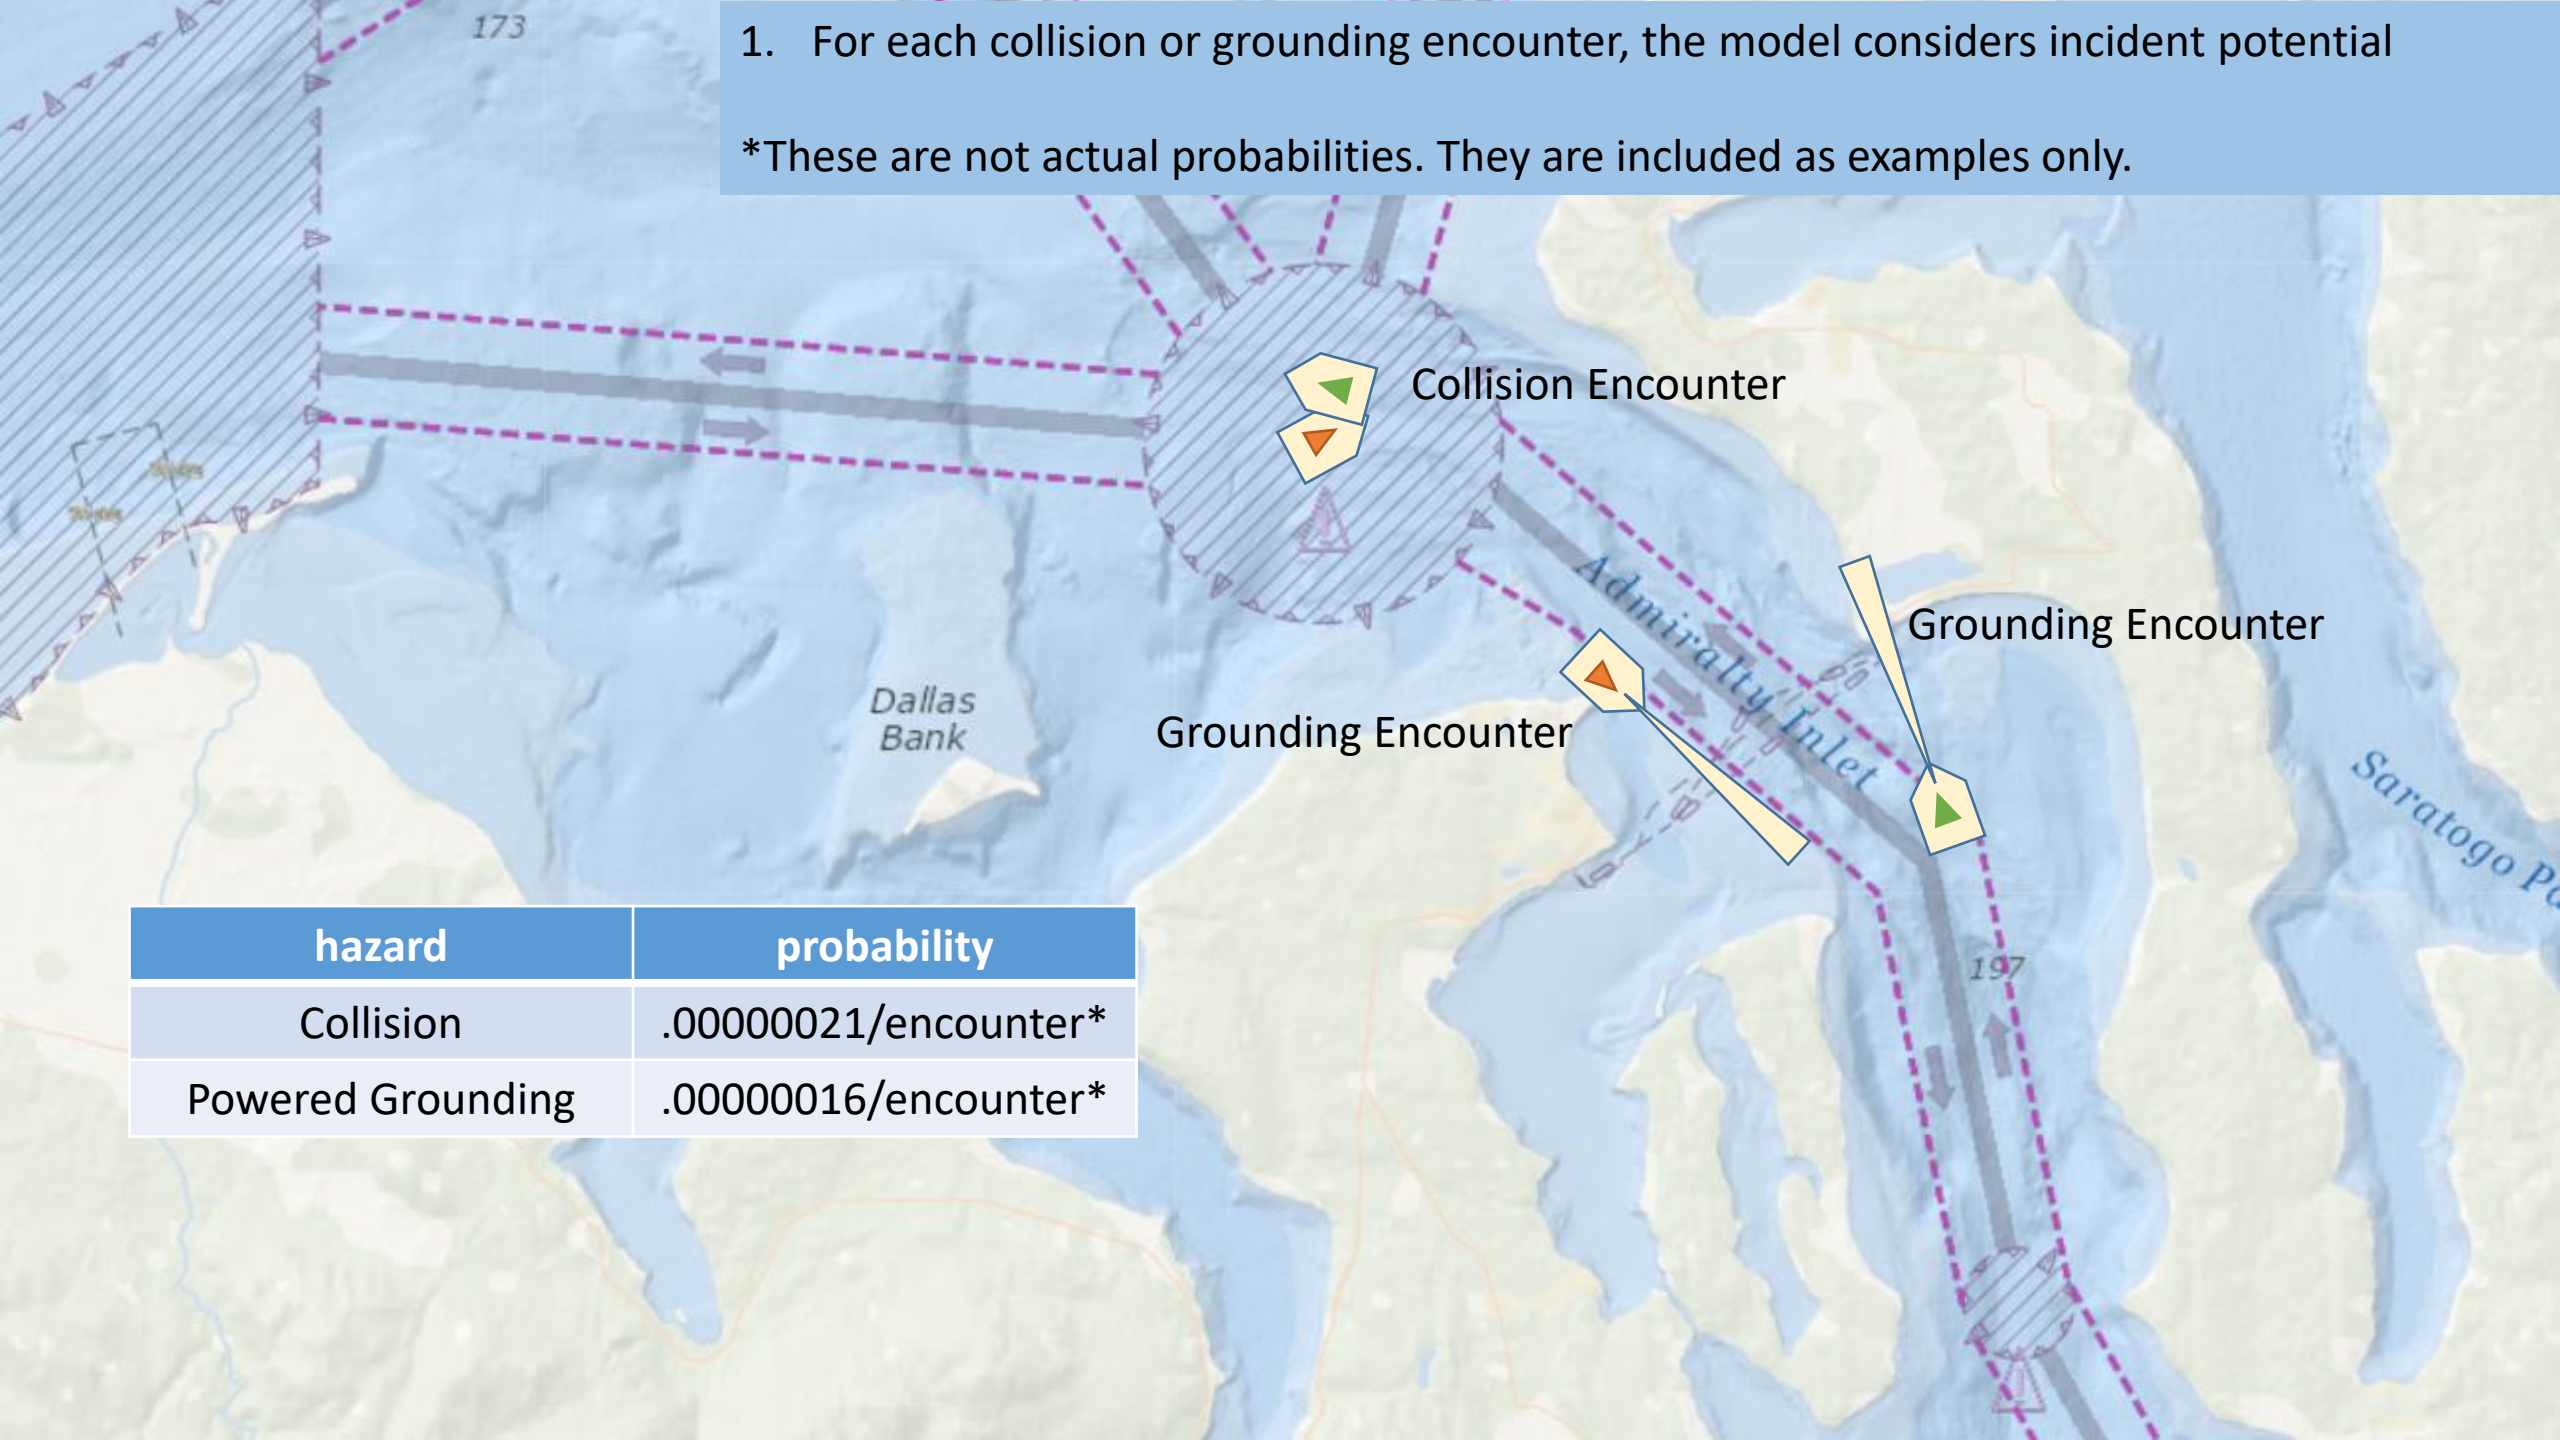 173
1. For each collision or grounding encounter, the model considers incident potential
*These are not actual probabilities. They are included as examples only.
Collision Encounter
Admiralty Inlet
Grounding Encounter
Grounding Encounter
Dallas
Bank
Saratogo Pa
hazard probability
Collision .00000021/encounter*
197
Powered Grounding .00000016/encounter*